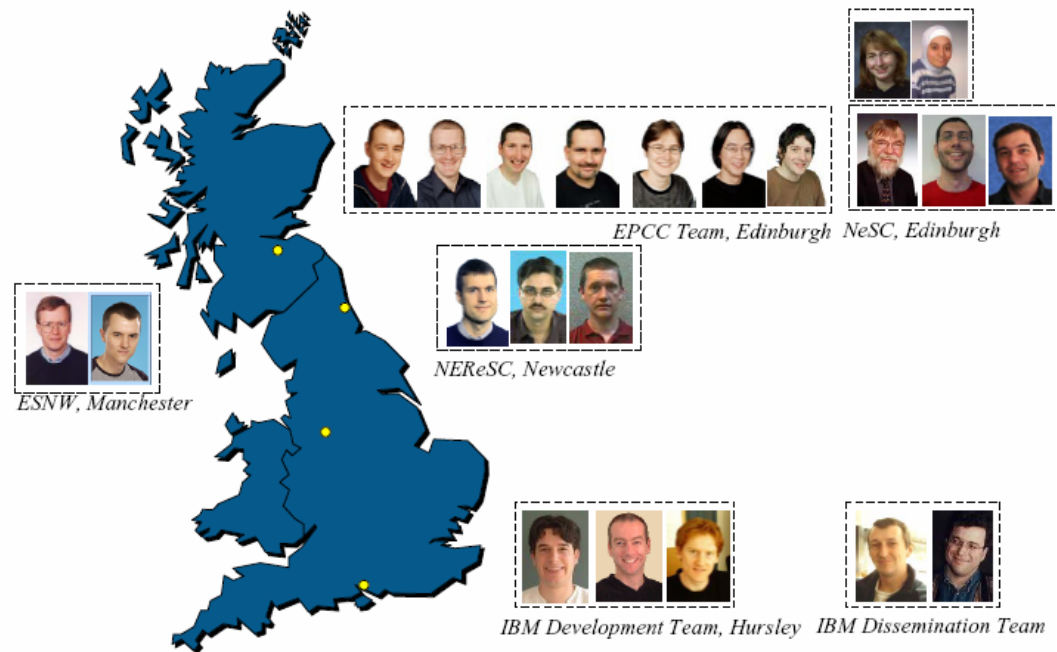 EPCC Team, Edinburgh
NeSC, Edinburgh
NEReSC, Newcastle
ESNW, Manchester
IBM Development Team, Hursley
IBM Dissemination Team